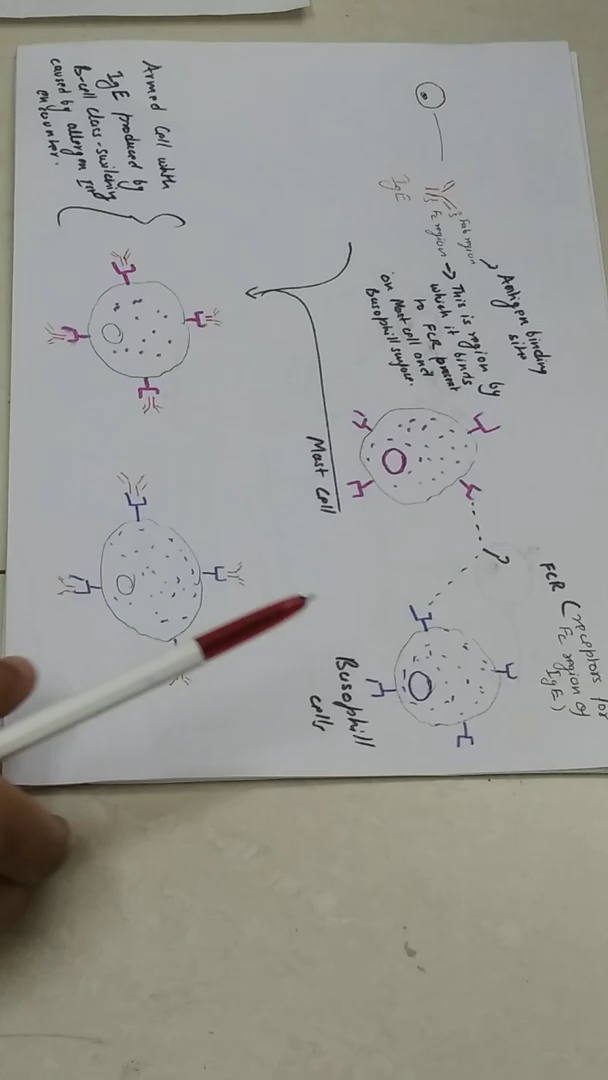 Fab region
Antigen binding
site
Fc region → This is region by
which it binds
to FCR present
on Mast cell and
Basophill surface.
IgE
FCR (receptors for
Fc region of
IgE)
Mast Cell
Basophill
cells
Armed Cell with
IgE produced by
B-cell class-switching
caused by allergen
encounter.